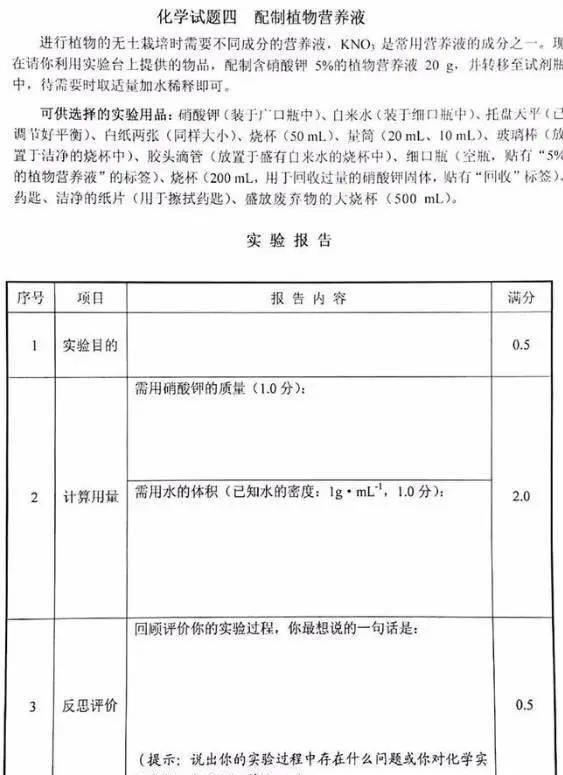 化学试题四 配制植物营养液
进行植物的无土栽培时需要不同成分的营养液，KNO₃ 是常用营养液的成分之一。现
在请你利用实验台上提供的物品，配制含硝酸钾 5%的植物营养液 20 g，并转移至试剂瓶
中，待需要时取适量加水稀释即可。
可供选择的实验用品：硝酸钾（装于广口瓶中）、自来水（装于细口瓶中）、托盘天平（已
调节好平衡）、白纸两张（同样大小）、烧杯（50 mL）、量筒（20 mL、10 mL）、玻璃棒（放
置于洁净的烧杯中）、胶头滴管（放置于盛有自来水的烧杯中）、细口瓶（空瓶，贴有“5%
的植物营养液”的标签）、烧杯（200 mL，用于回收过量的硝酸钾固体，贴有“回收”标签）、
药匙、洁净的纸片（用于擦拭药匙）、盛放废弃物的大烧杯（500 mL）。
实 验 报 告
序号 项目 报 告 内 容 满分
1 实验目的 0.5
需用硝酸钾的质量（1.0 分）：
2 计算用量 2.0
需用水的体积（已知水的密度：1g·mL⁻¹，1.0 分）：
回顾评价你的实验过程，你最想说的一句话是：
3 反思评价 0.5
（提示：说出你的实验过程中存在什么问题或你对化学实